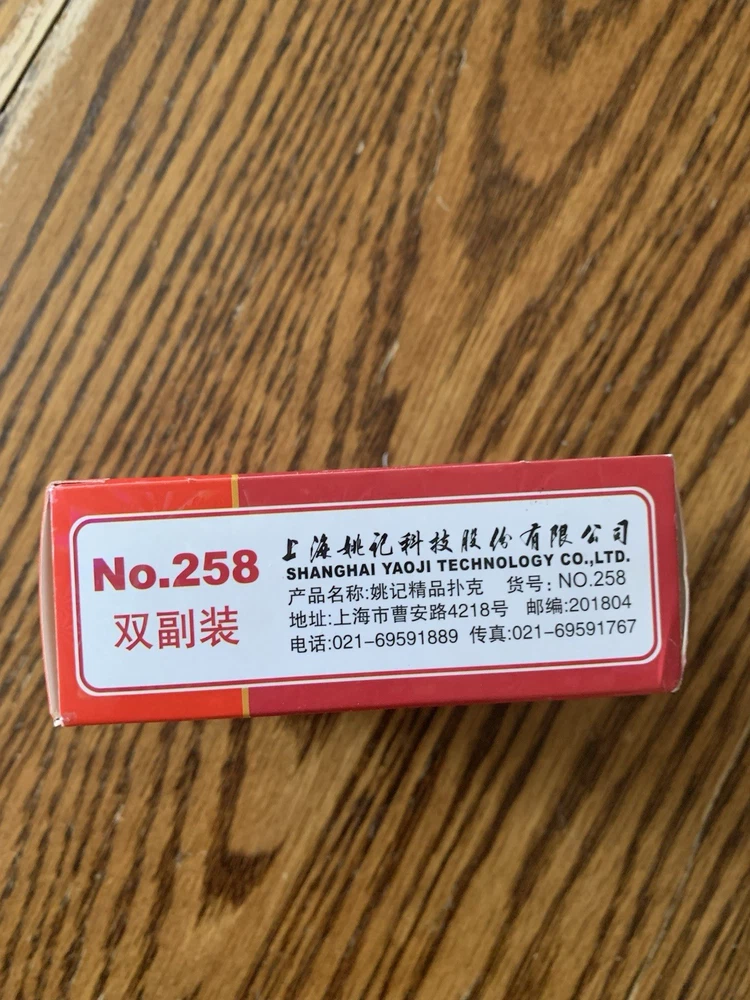 No.258
双副装
上海姚记科技股份有限公司
SHANGHAI YAOJI TECHNOLOGY CO.,LTD.
产品名称:姚记精品扑克 货号: NO.258
地址:上海市曹安路4218号 邮编:201804
电话:021-69591889 传真:021-69591767